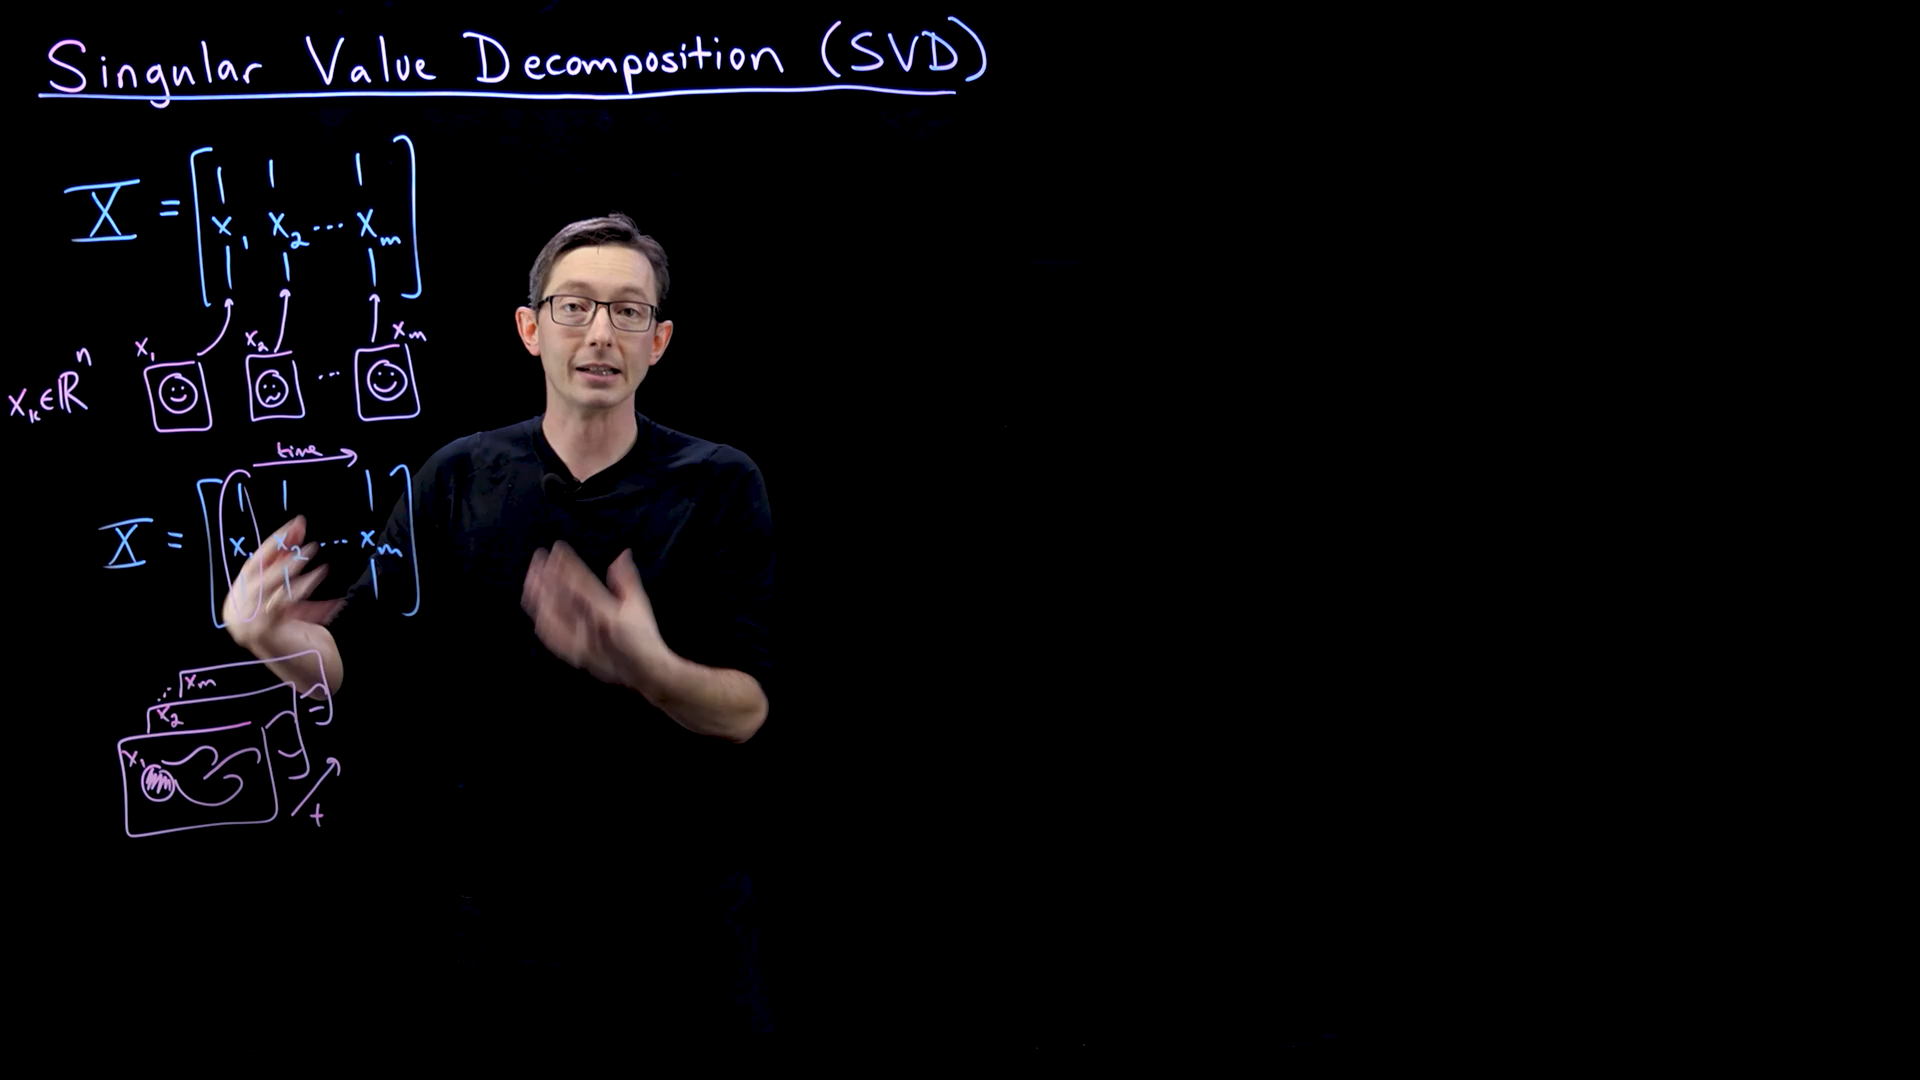 Singular Value Decomposition (SVD)
X = [x₁ x₂ ... xₘ]
x₁ x₂ ... xₘ
xₖ ∈ ℝⁿ
time
X = [x₁ x₂ ... xₘ]
xₘ
x₂
x₁
t